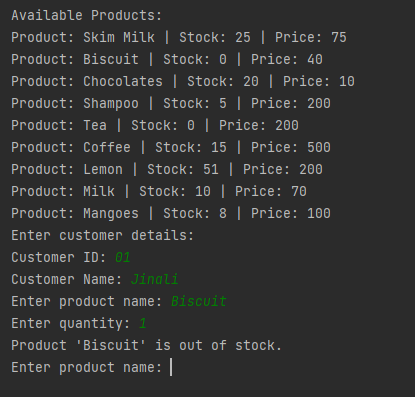 Available Products:
Product: Skim Milk | Stock: 25 | Price: 75
Product: Biscuit | Stock: 0 | Price: 40
Product: Chocolates | Stock: 20 | Price: 10
Product: Shampoo | Stock: 5 | Price: 200
Product: Tea | Stock: 0 | Price: 200
Product: Coffee | Stock: 15 | Price: 500
Product: Lemon | Stock: 51 | Price: 200
Product: Milk | Stock: 10 | Price: 70
Product: Mangoes | Stock: 8 | Price: 100
Enter customer details:
Customer ID: 01
Customer Name: Jinali
Enter product name: Biscuit
Enter quantity: 1
Product 'Biscuit' is out of stock.
Enter product name: